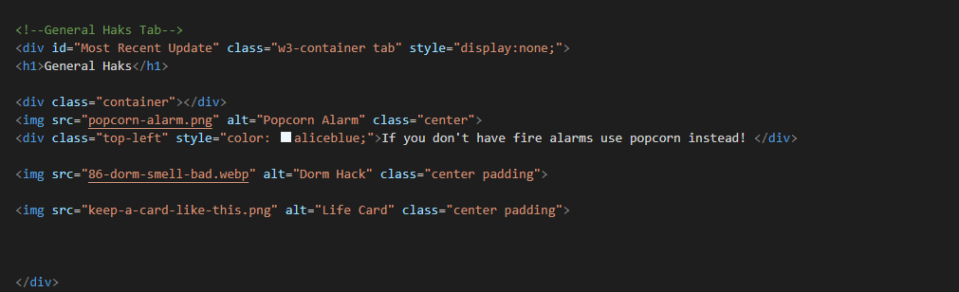 <!--General Haks Tab-->
<div id="Most Recent Update" class="w3-container tab" style="display:none;">
<h1>General Haks</h1>
<div class="container"></div>
<img src="popcorn-alarm.png" alt="Popcorn Alarm" class="center">
<div class="top-left" style="color: aliceblue;">If you don't have fire alarms use popcorn instead! </div>
<img src="86-dorm-smell-bad.webp" alt="Dorm Hack" class="center padding">
<img src="keep-a-card-like-this.png" alt="Life Card" class="center padding">
</div>